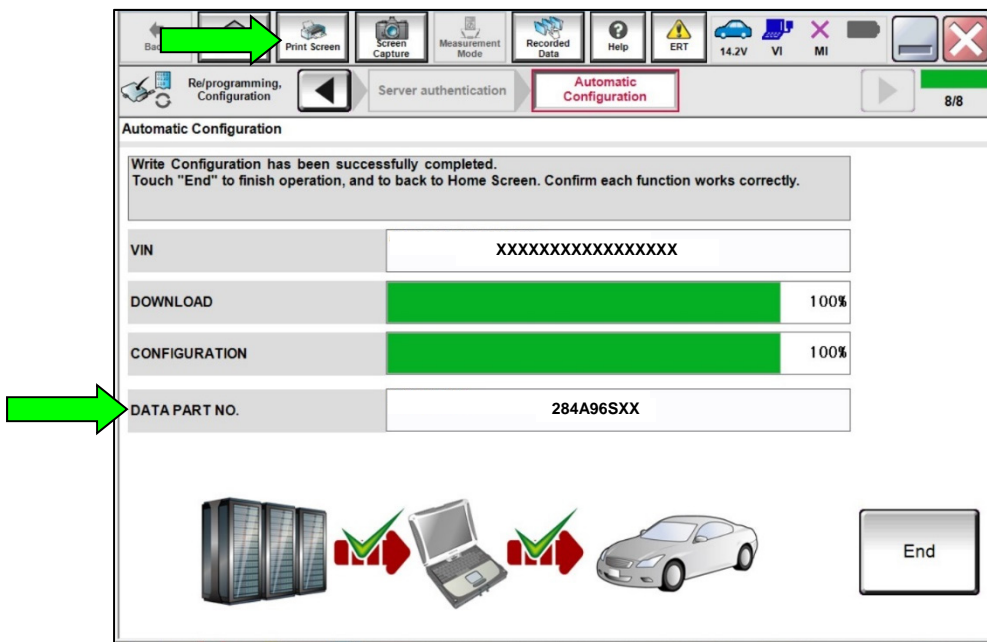 Bac
Print Screen
Screen
Capture
Measurement
Mode
Recorded
Data
?
Help
!
ERT
14.2V
VI
MI
Re/programming,
Configuration
Server authentication
Automatic
Configuration
8/8
Automatic Configuration
Write Configuration has been successfully completed.
Touch "End" to finish operation, and to back to Home Screen. Confirm each function works correctly.
VIN
XXXXXXXXXXXXXXXXX
DOWNLOAD
100%
CONFIGURATION
100%
DATA PART NO.
284A96SXX
End